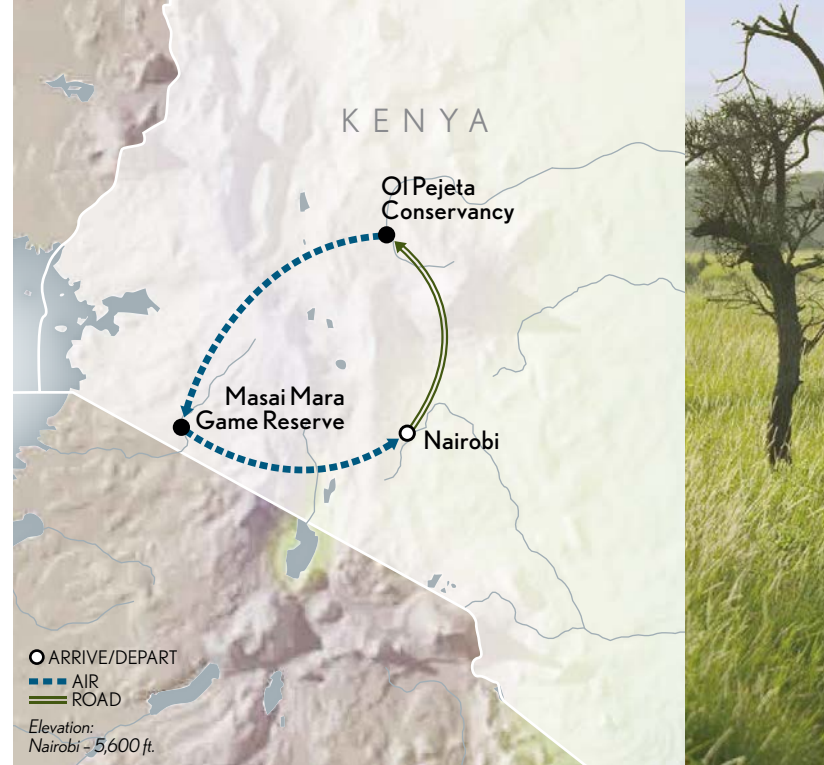 KENYA
Ol Pejeta
Conservancy
Masai Mara
Game Reserve
Nairobi
ARRIVE/DEPART
AIR
ROAD
Elevation:
Nairobi – 5,600 ft.